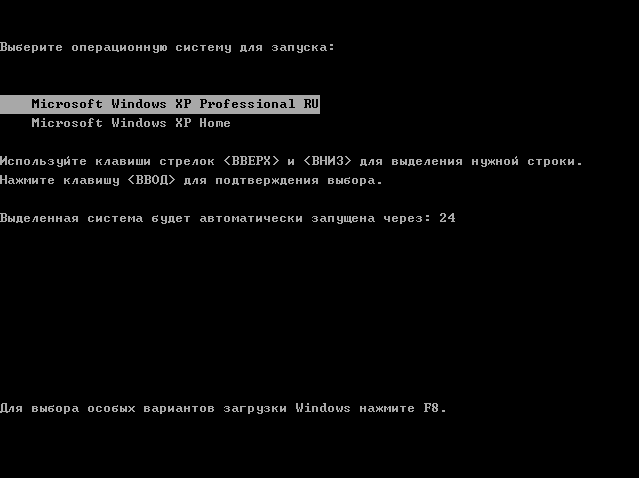 Выберите операционную систему для запуска:
Microsoft Windows XP Professional RU
Microsoft Windows XP Home
Используйте клавиши стрелок <ВВЕРХ> и <ВНИЗ> для выделения нужной строки.
Нажмите клавишу <ВВОД> для подтверждения выбора.
Выделенная система будет автоматически запущена через: 24
Для выбора особых вариантов загрузки Windows нажмите F8.